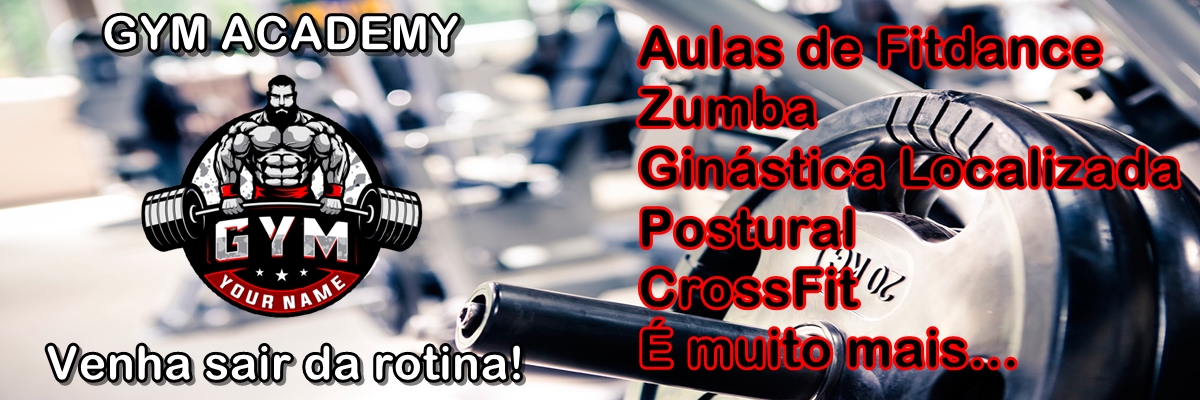 GYM ACADEMY
GYM
YOUR NAME
Venha sair da rotina!
Aulas de Fitdance
Zumba
Ginástica Localizada
Postural
CrossFit
É muito mais...
20 KG